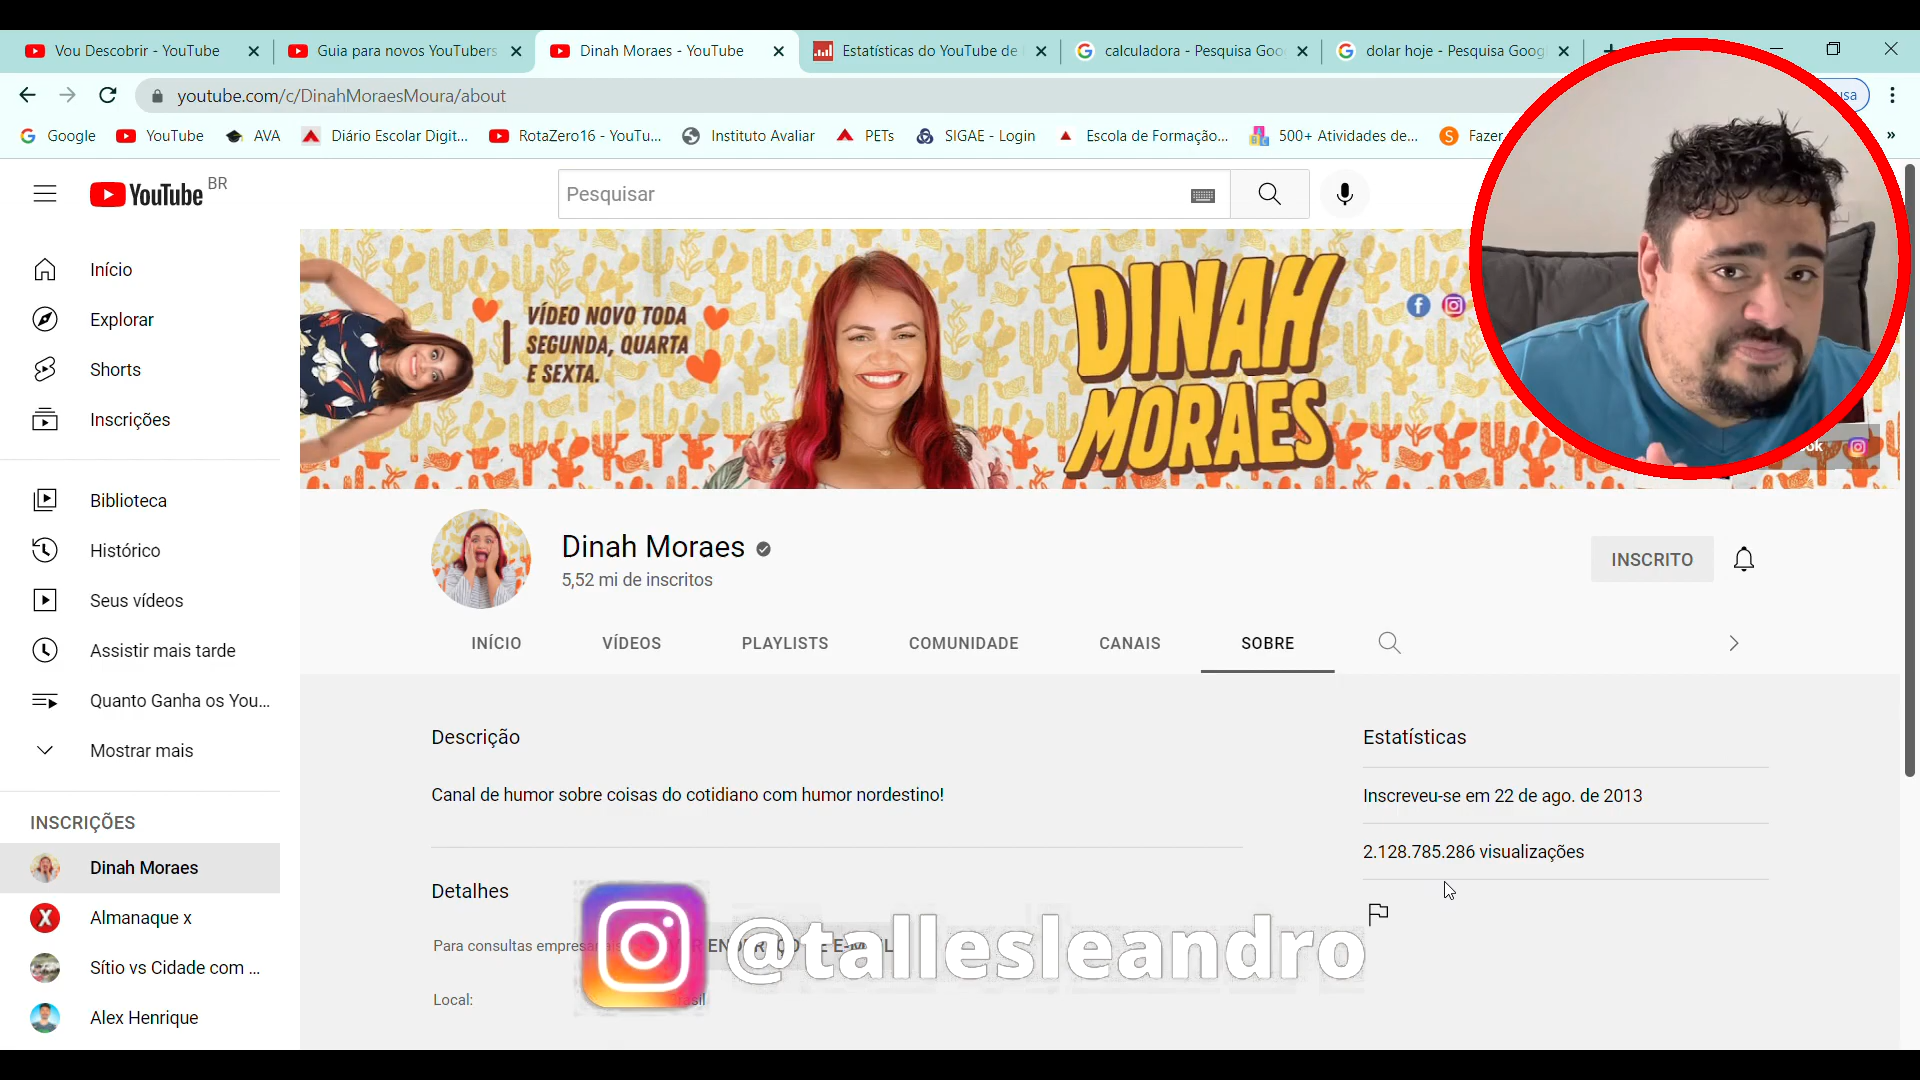 Vou Descobrir - YouTube
Guia para novos YouTubers
Dinah Moraes - YouTube
Estatísticas do YouTube de
calculadora - Pesquisa Goo
dolar hoje - Pesquisa Goog
youtube.com/c/DinahMoraesMoura/about
Google
YouTube
AVA
Diário Escolar Digit...
RotaZero16 - YouTu...
Instituto Avaliar
PETs
SIGAE - Login
Escola de Formação...
500+ Atividades de...
Fazer
YouTube BR
Pesquisar
Início
Explorar
Shorts
Inscrições
Biblioteca
Histórico
Seus vídeos
Assistir mais tarde
Quanto Ganha os You...
Mostrar mais
INSCRIÇÕES
Dinah Moraes
Almanaque x
Sítio vs Cidade com ...
Alex Henrique
VÍDEO NOVO TODA
SEGUNDA, QUARTA
E SEXTA.
DINAH
MORAES
Dinah Moraes
5,52 mi de inscritos
INSCRITO
INÍCIO
VÍDEOS
PLAYLISTS
COMUNIDADE
CANAIS
SOBRE
Descrição
Canal de humor sobre coisas do cotidiano com humor nordestino!
Detalhes
Para consultas
Local:
Estatísticas
Inscreveu-se em 22 de ago. de 2013
2.128.785.286 visualizações
@tallesleandro